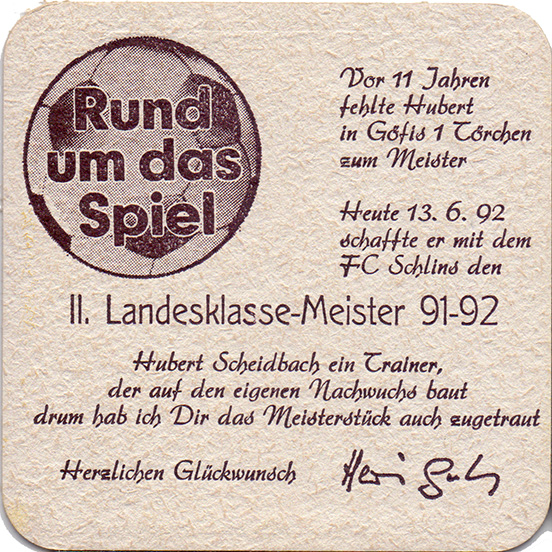 Rund
um das
Spiel
Vor 11 Jahren
fehlte Hubert
in Göfis 1 Törchen
zum Meister
Heute 13. 6. 92
schaffte er mit dem
FC Schlins den
II. Landesklasse-Meister 91-92
Hubert Scheidbach ein Trainer,
der auf den eigenen Nachwuchs baut
drum hab ich Dir das Meisterstück auch zugetraut
Herzlichen Glückwunsch